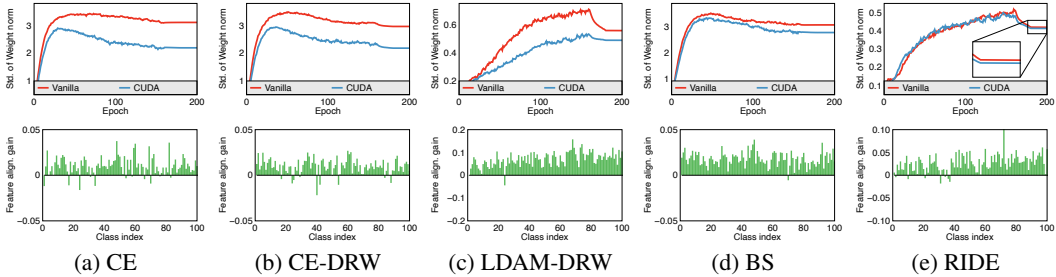 Std. of Weight norm
3
2
1
Vanilla
CUDA
0
100
200
Epoch
Std. of Weight norm
3
2
1
Vanilla
CUDA
0
100
200
Epoch
Std. of Weight norm
0.6
0.4
0.2
Vanilla
CUDA
0
100
200
Epoch
Std. of Weight norm
3
2
1
Vanilla
CUDA
0
100
200
Epoch
Std. of Weight norm
0.5
0.4
0.3
0.2
0.1
Vanilla
CUDA
0
100
200
Epoch
Feature align. gain
0.05
0
−0.05
0 20 40 60 80 100
Class index
Feature align. gain
0.05
0
−0.05
0 20 40 60 80 100
Class index
Feature align. gain
0.2
0.1
0
−0.1
−0.2
0 20 40 60 80 100
Class index
Feature align. gain
0.05
0
−0.05
0 20 40 60 80 100
Class index
Feature align. gain
0.10
0.05
0
−0.05
−0.10
0 20 40 60 80 100
Class index
(a) CE
(b) CE-DRW
(c) LDAM-DRW
(d) BS
(e) RIDE